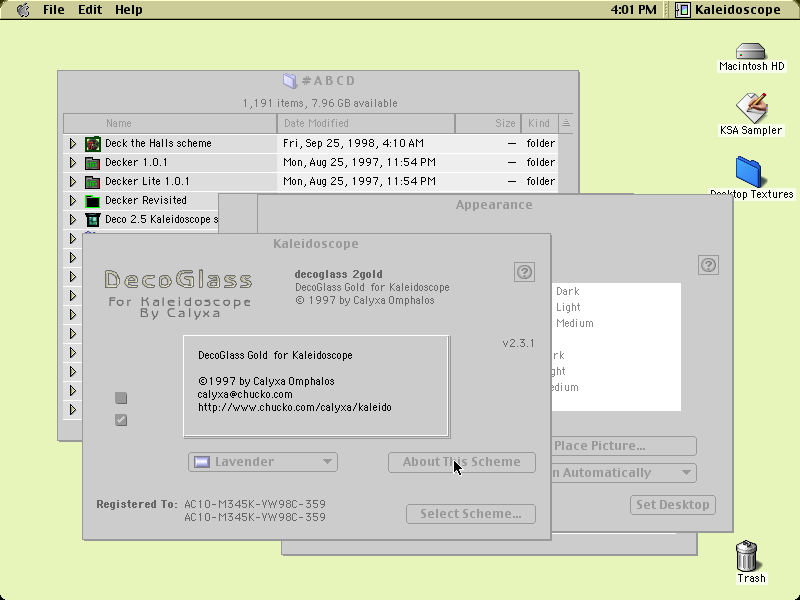 File Edit Help
4:01 PM
Kaleidoscope
Macintosh HD
KSA Sampler
Desktop Textures
Trash
#ABCD
1,191 items, 7.96 GB available
Name Date Modified Size Kind
Deck the Halls scheme Fri, Sep 25, 1998, 4:10 AM — folder
Decker 1.0.1 Mon, Aug 25, 1997, 11:54 PM — folder
Decker Lite 1.0.1 Mon, Aug 25, 1997, 11:54 PM — folder
Decker Revisited
Deco 2.5 Kaleidoscope s
Appearance
Dark
Light
Medium
rk
ght
edium
Place Picture...
n Automatically
Set Desktop
Kaleidoscope
DecoGlass
For Kaleidoscope
By Calyxa
decoglass 2gold
DecoGlass Gold for Kaleidoscope
© 1997 by Calyxa Omphalos
v2.3.1
DecoGlass Gold for Kaleidoscope
©1997 by Calyxa Omphalos
calyxa@chucko.com
http://www.chucko.com/calyxa/kaleido
Lavender
About This Scheme
Registered To: AC10-M345K-YW98C-359
AC10-M345K-YW98C-359
Select Scheme...